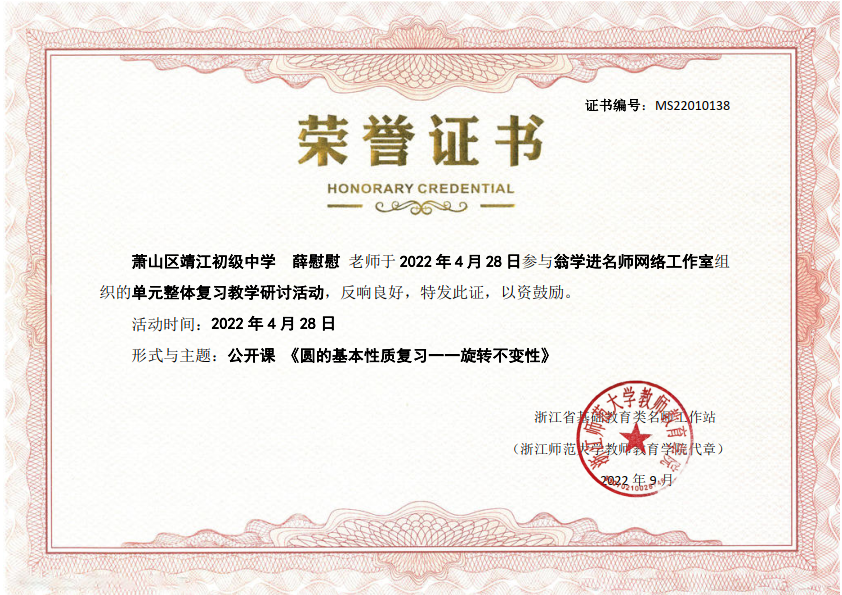 证书编号：MS22010138
荣誉证书
HONORARY CREDENTIAL
萧山区靖江初级中学 薛慰慰 老师于 2022 年 4 月 28 日参与翁学进名师网络工作室组
织的单元整体复习教学研讨活动，反响良好，特发此证，以资鼓励。
活动时间：2022 年 4 月 28 日
形式与主题：公开课 《圆的基本性质复习一一旋转不变性》
浙江省基础教育类名师工作站
（浙江师范大学教师教育学院代章）
2022 年 9 月
浙江师范大学教师教育学院